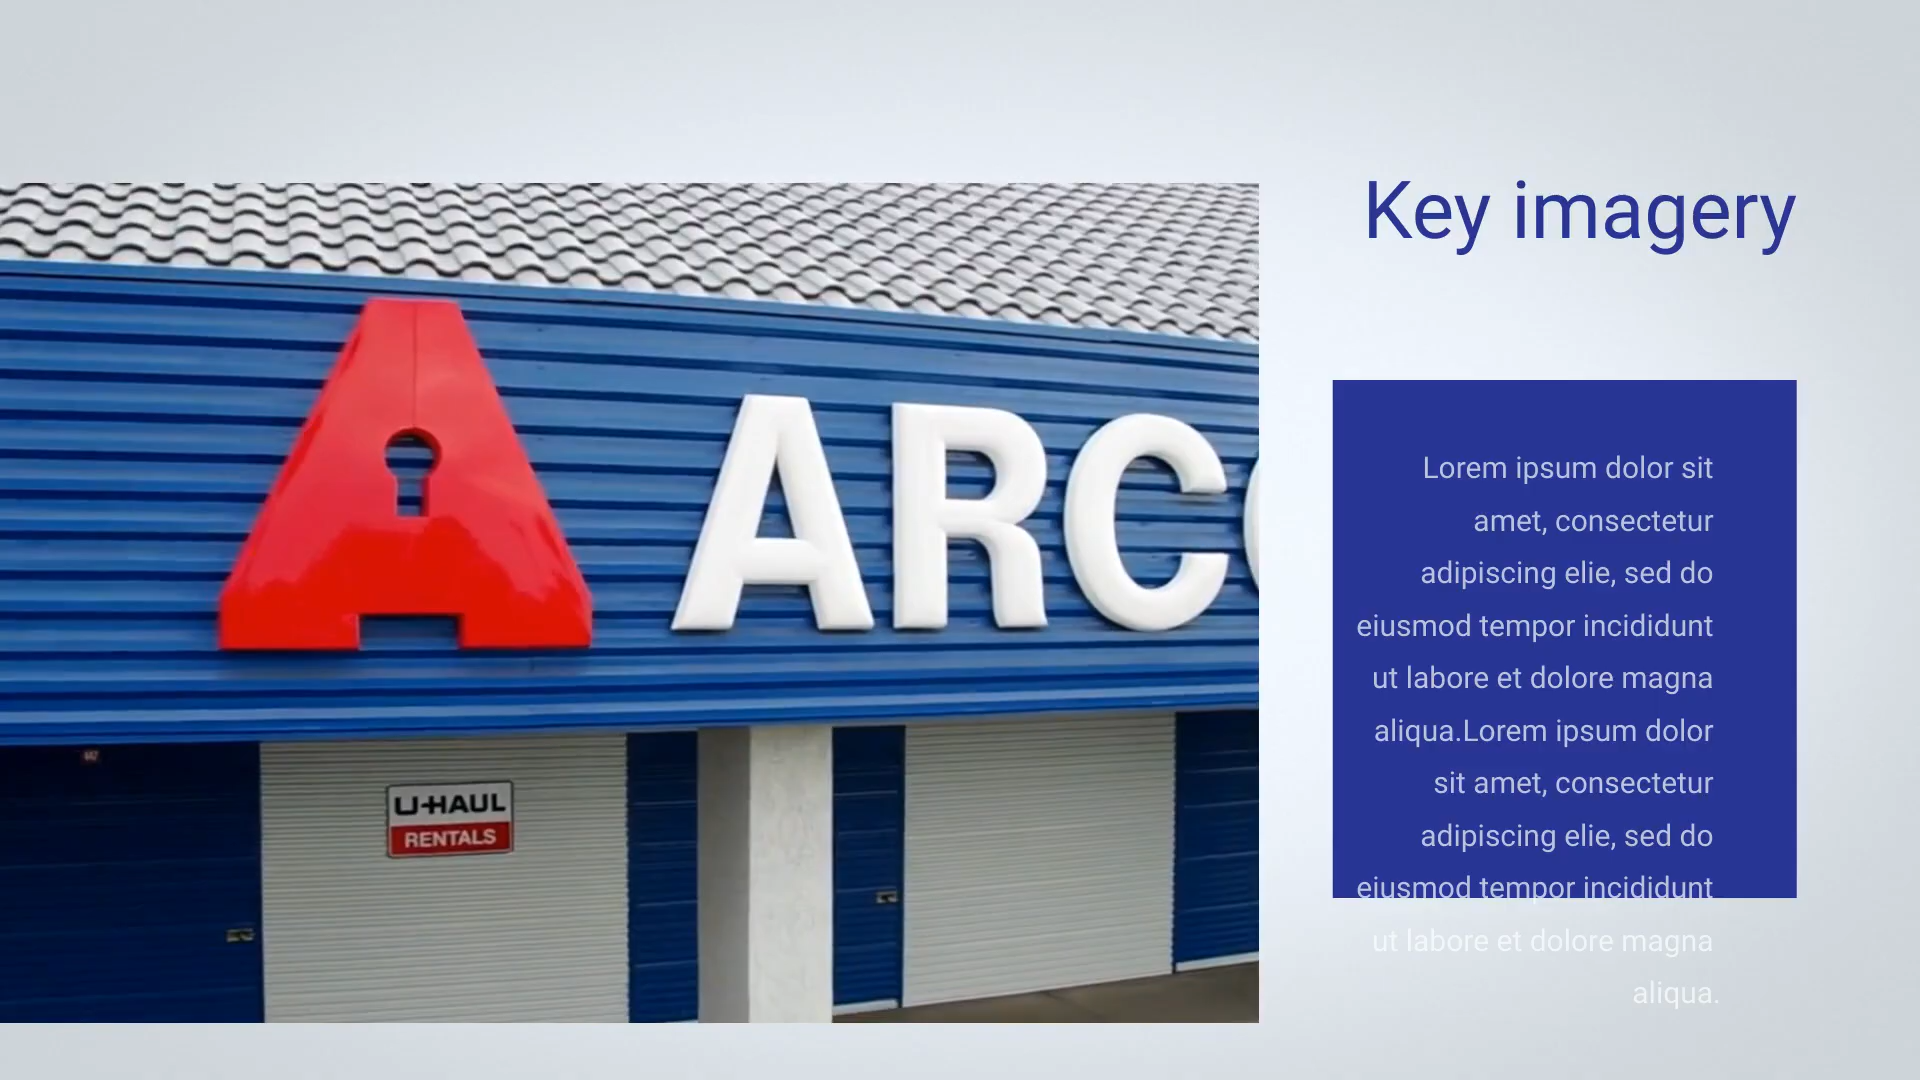 Key imagery
A ARC
U-HAUL
RENTALS
Lorem ipsum dolor sit
amet, consectetur
adipiscing elie, sed do
eiusmod tempor incididunt
ut labore et dolore magna
aliqua.Lorem ipsum dolor
sit amet, consectetur
adipiscing elie, sed do
eiusmod tempor incididunt
ut labore et dolore magna
aliqua.